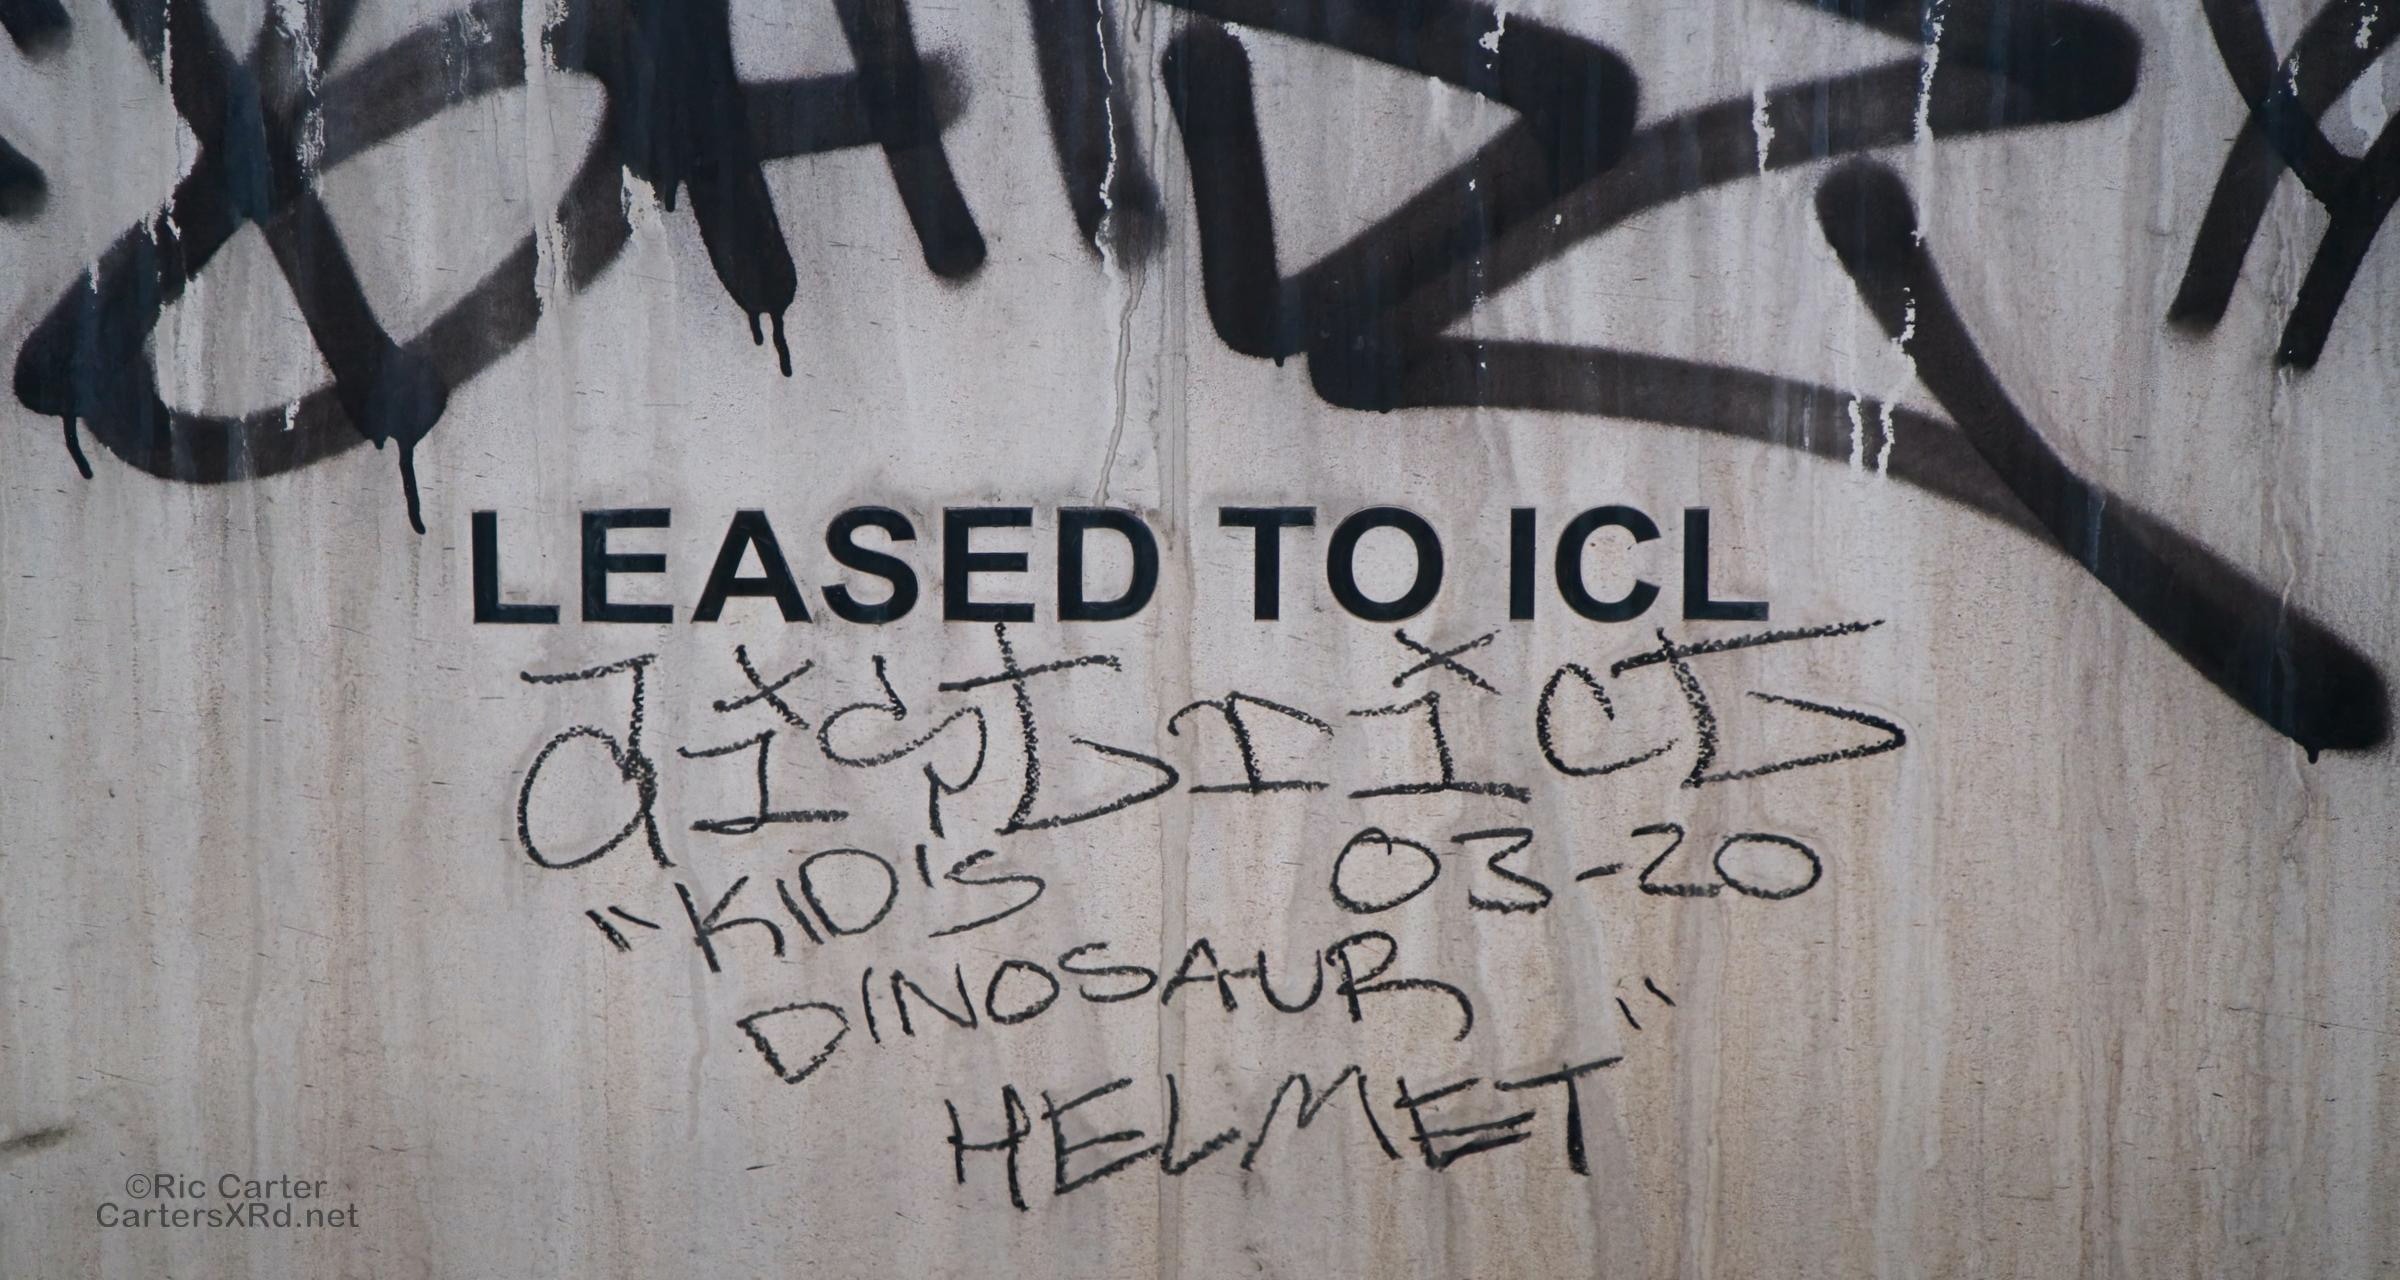 LEASED TO ICL
district
03-20
"KID'S
DINOSAUR
HELMET"
©Ric Carter
CartersXRd.net